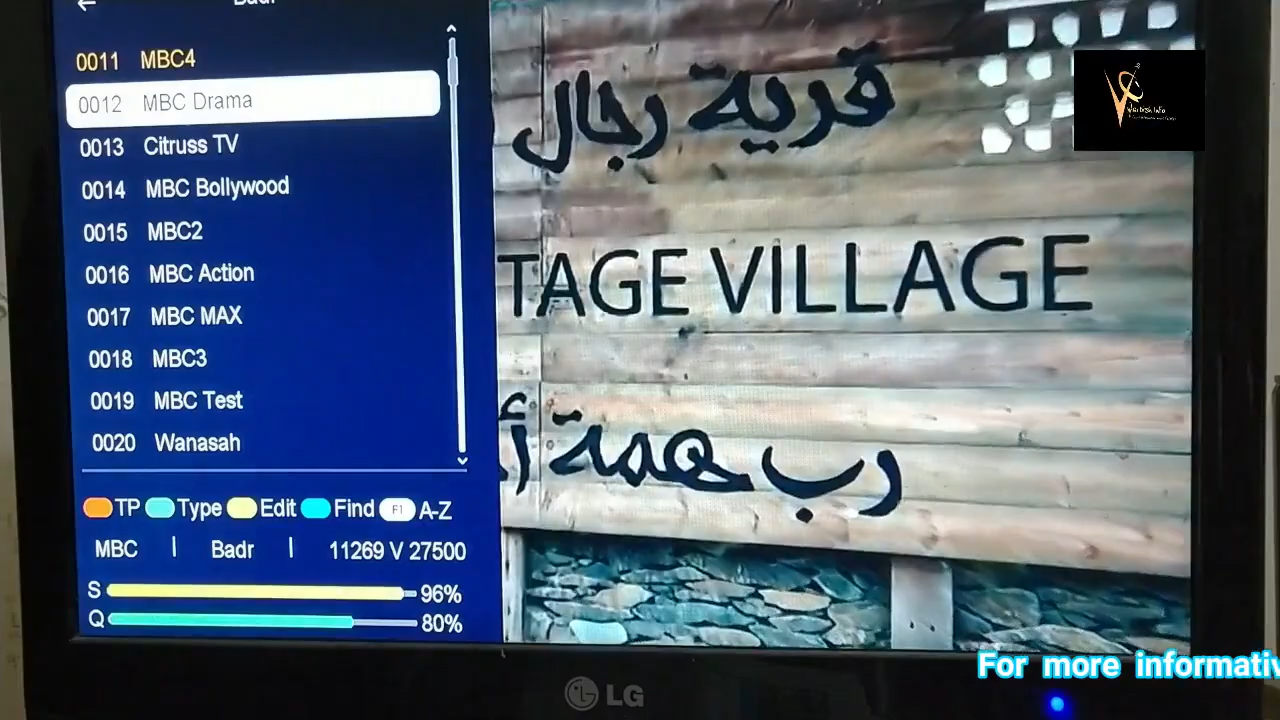 Badr
0011 MBC4
0012 MBC Drama
0013 Citruss TV
0014 MBC Bollywood
0015 MBC2
0016 MBC Action
0017 MBC MAX
0018 MBC3
0019 MBC Test
0020 Wanasah
TP Type Edit Find F1 A-Z
MBC | Badr | 11269 V 27500
S 96%
Q 80%
قرية رجال
TAGE VILLAGE
رب همة أ
LG
For more informativ